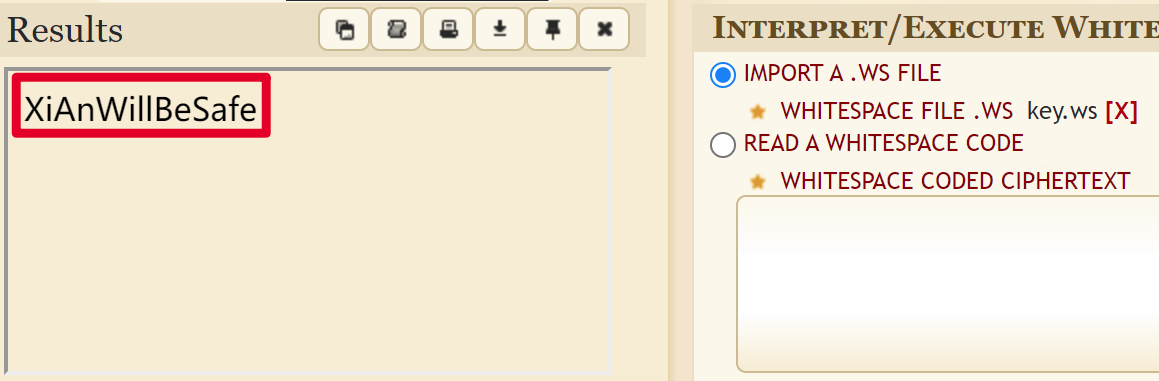 Results
XiAnWillBeSafe
INTERPRET/EXECUTE WHITE
IMPORT A .WS FILE
WHITESPACE FILE .WS key.ws [X]
READ A WHITESPACE CODE
WHITESPACE CODED CIPHERTEXT